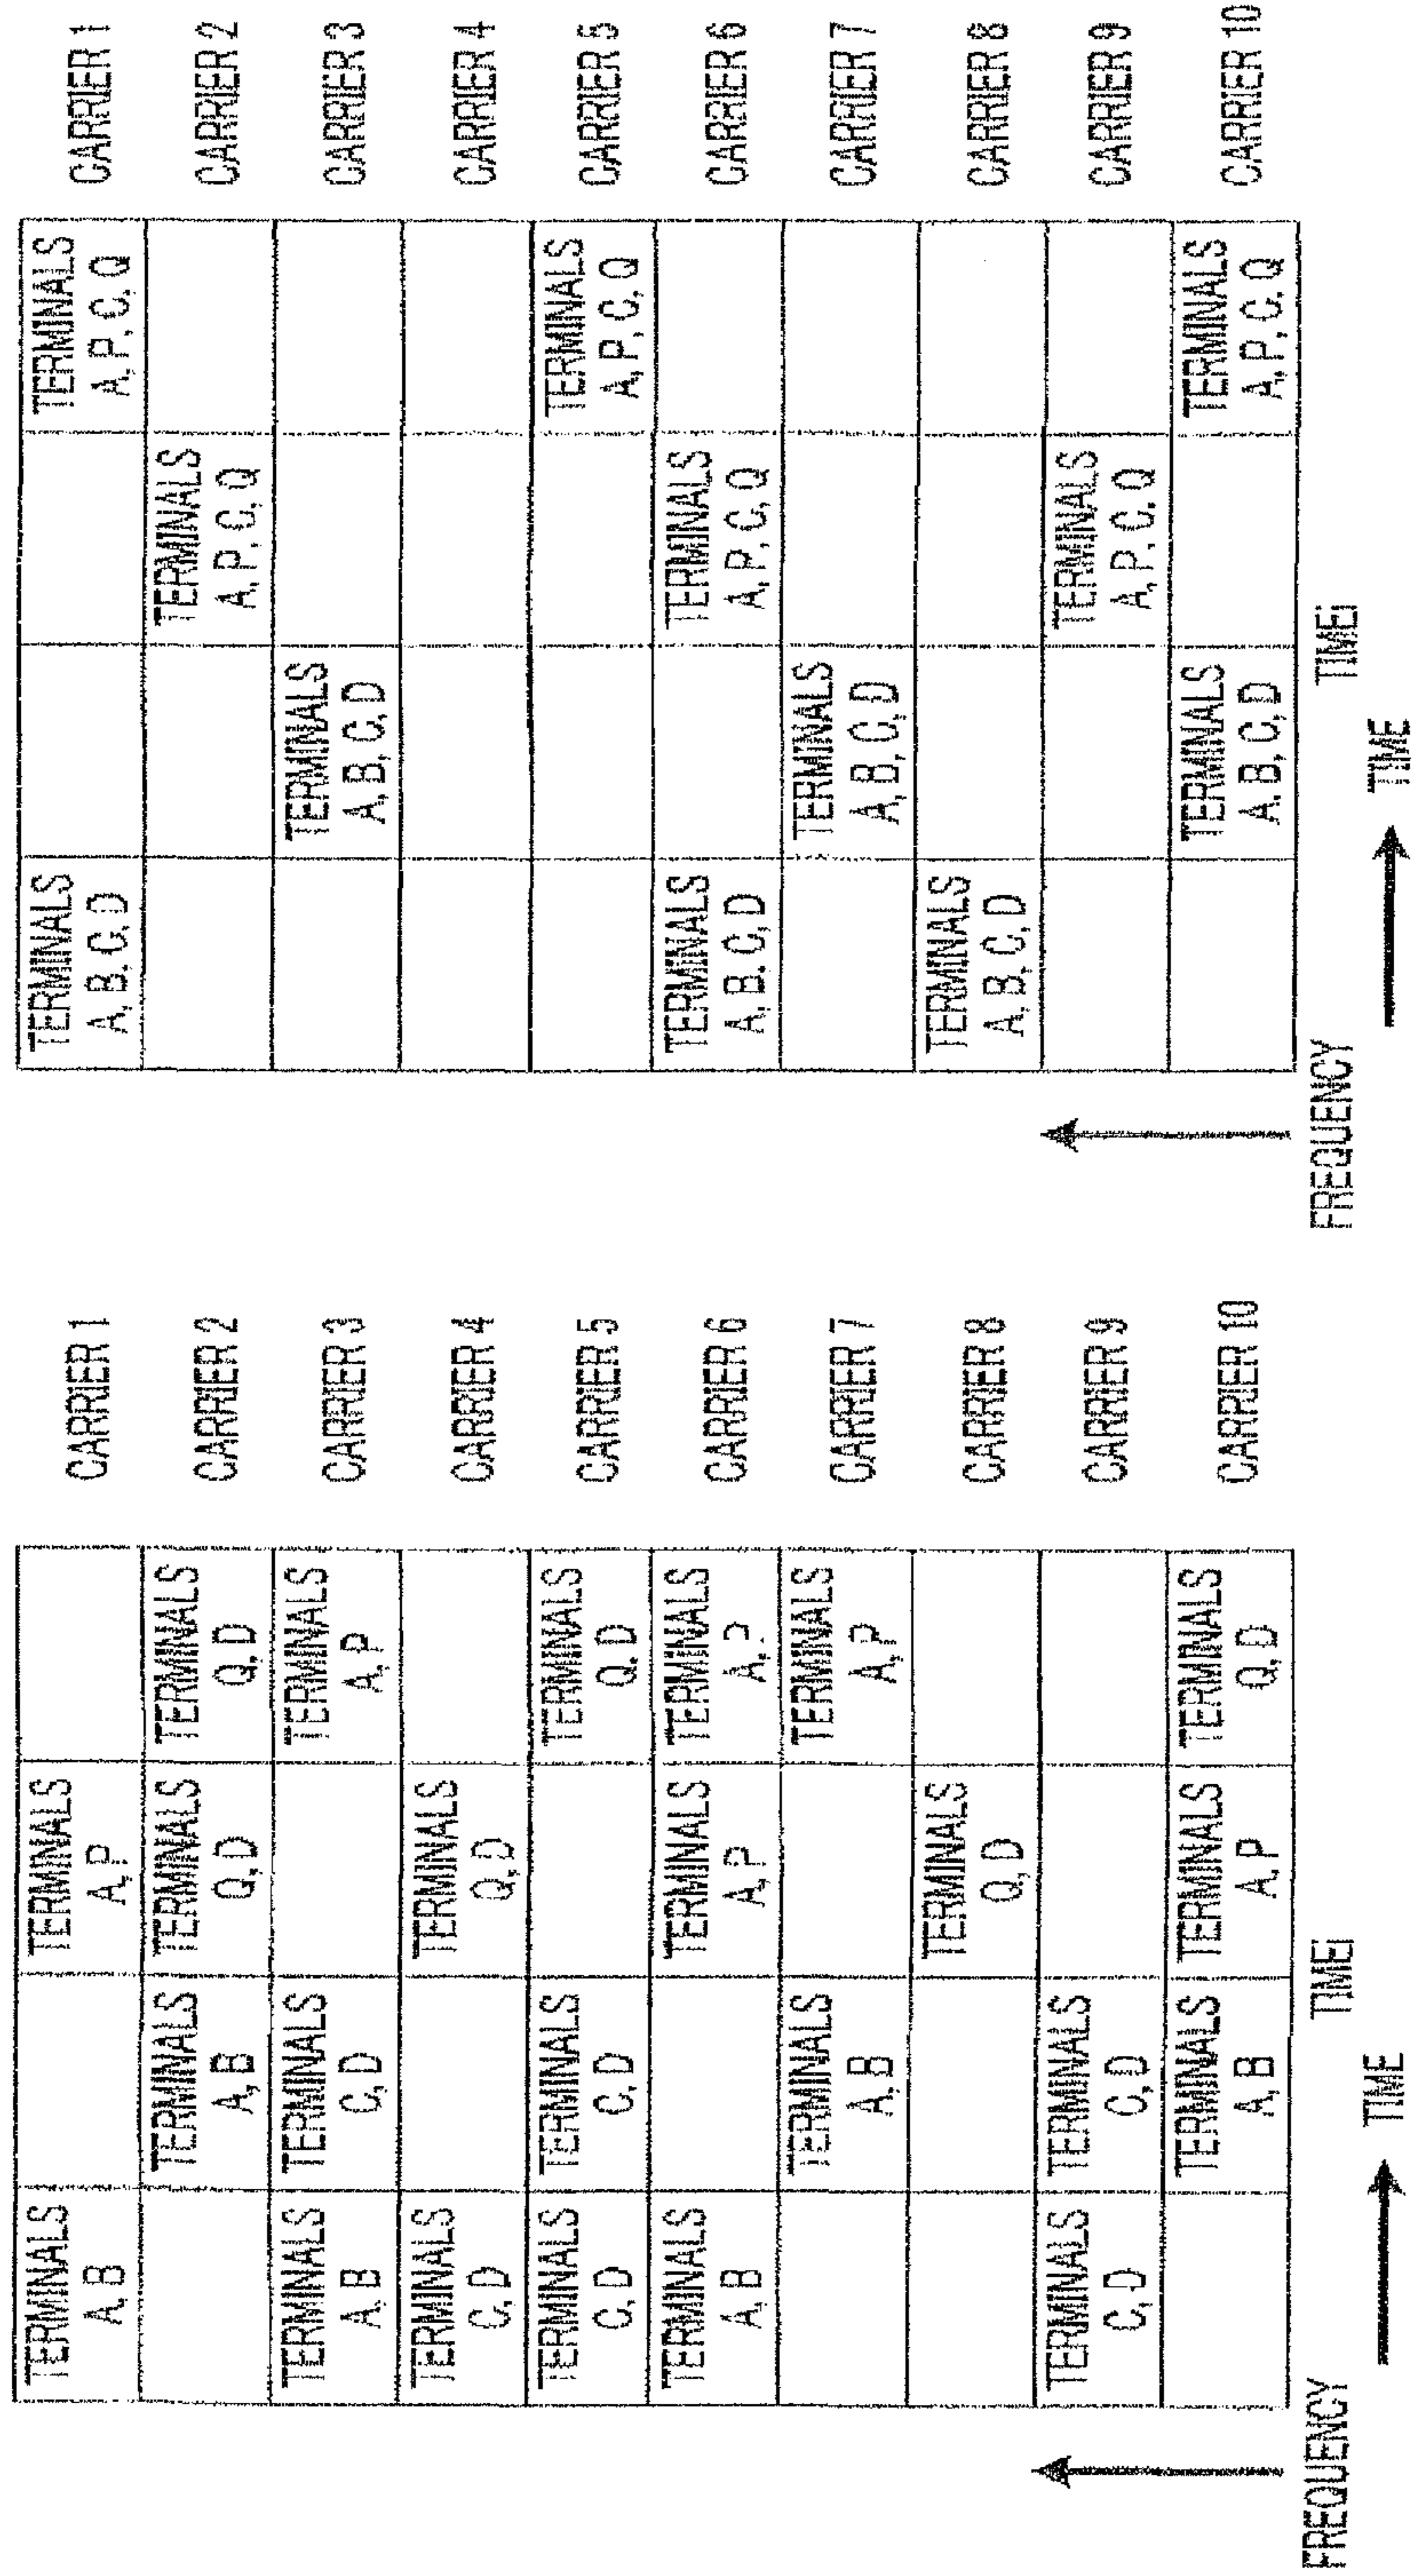 TERMINALS TERMINALS CARRIER 1
A, B A, P
TERMINALS TERMINALS TERMINALS CARRIER 2
A, B Q, D Q, D
TERMINALS TERMINALS TERMINALS CARRIER 3
A, B C, D A, P
TERMINALS TERMINALS CARRIER 4
C, D Q, D
TERMINALS TERMINALS TERMINALS CARRIER 5
C, D C, D Q, D
TERMINALS TERMINALS TERMINALS CARRIER 6
A, B A, P A, P
TERMINALS TERMINALS CARRIER 7
A, B A, P
TERMINALS CARRIER 8
Q, D
TERMINALS TERMINALS CARRIER 9
C, D C, D
TERMINALS TERMINALS TERMINALS CARRIER 10
A, B A, P Q, D
FREQUENCY TIMEi
TIME
TERMINALS TERMINALS CARRIER 1
A, B, C, D A, P, C, Q
TERMINALS CARRIER 2
A, P, C, Q
TERMINALS CARRIER 3
A, B, C, D
CARRIER 4
TERMINALS CARRIER 5
A, P, C, Q
TERMINALS TERMINALS CARRIER 6
A, B, C, D A, P, C, Q
TERMINALS CARRIER 7
A, B, C, D
TERMINALS CARRIER 8
A, B, C, D
TERMINALS CARRIER 9
A, P, C, Q
TERMINALS TERMINALS CARRIER 10
A, B, C, D A, P, C, Q
FREQUENCY TIMEi
TIME